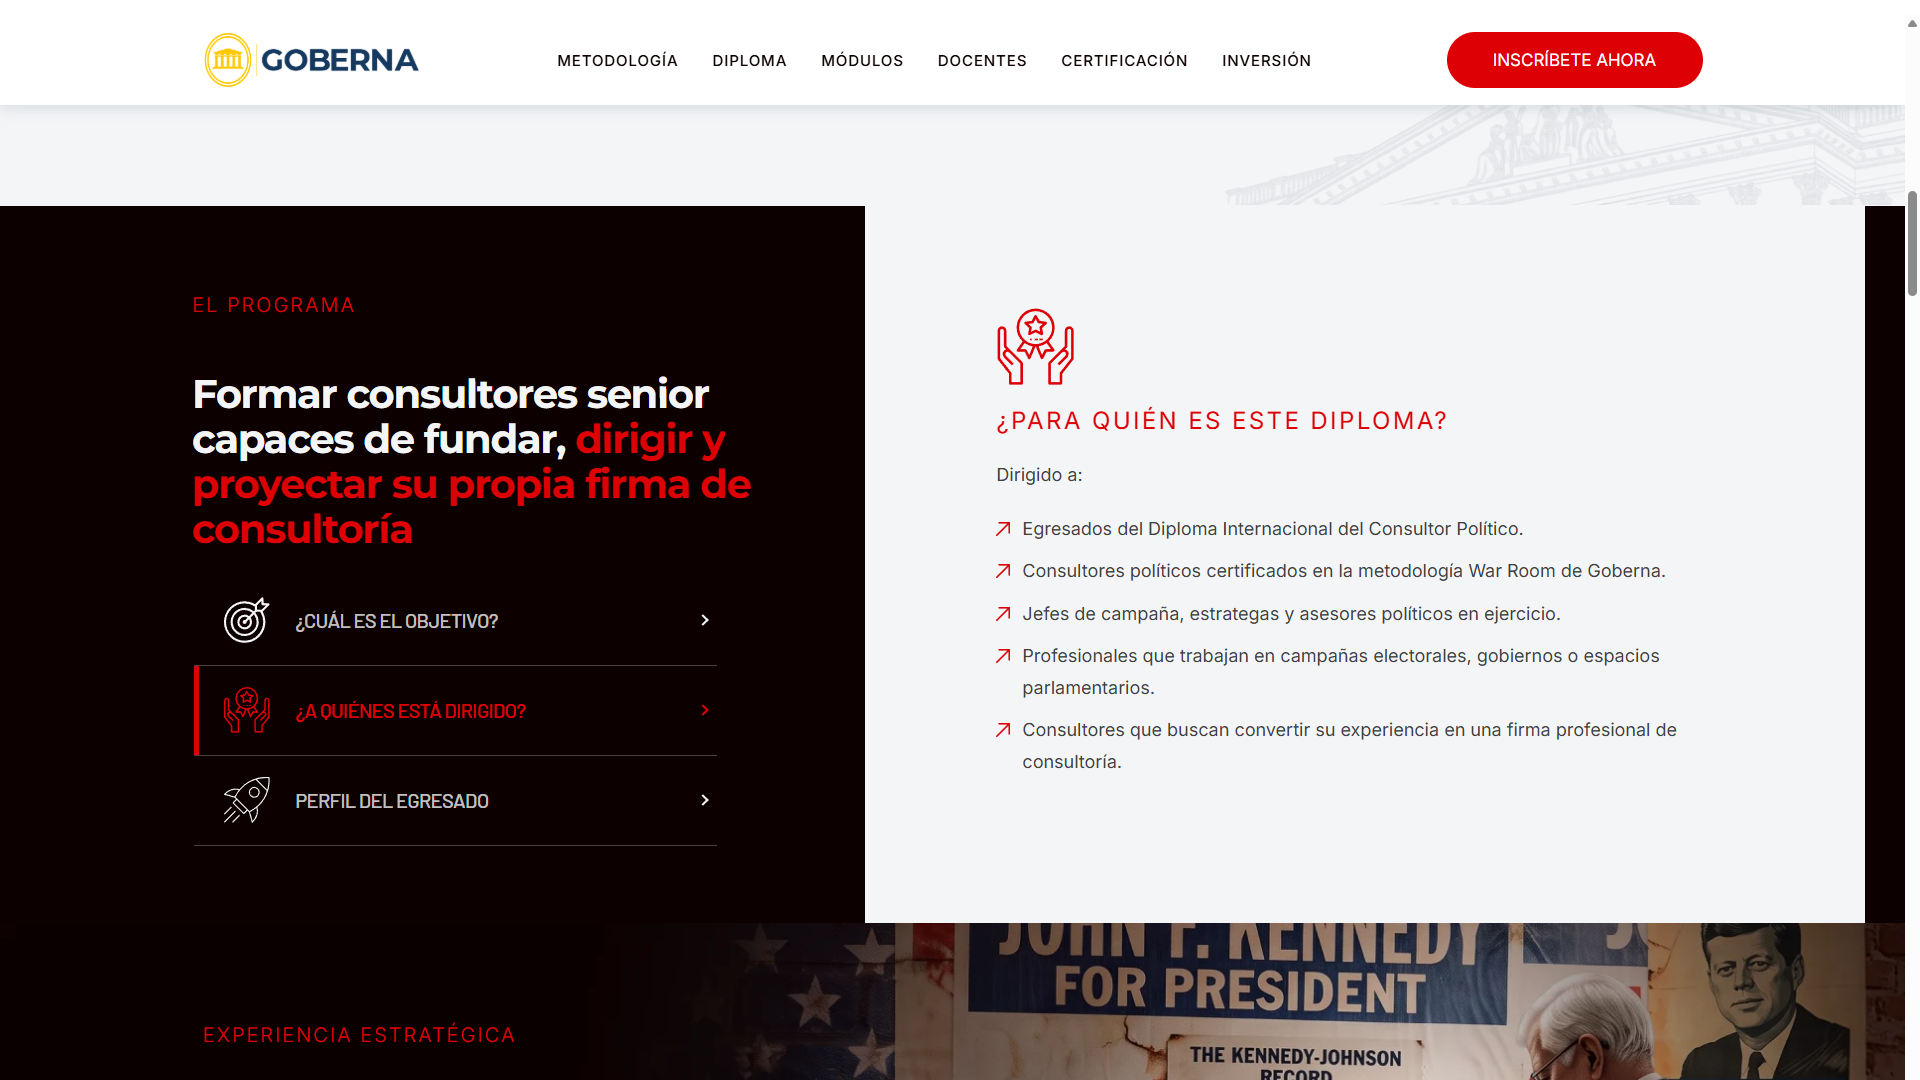 GOBERNA
METODOLOGÍA
DIPLOMA
MÓDULOS
DOCENTES
CERTIFICACIÓN
INVERSIÓN
INSCRÍBETE AHORA
EL PROGRAMA
Formar consultores senior
capaces de fundar, dirigir y
proyectar su propia firma de
consultoría
¿CUÁL ES EL OBJETIVO?
¿A QUIÉNES ESTÁ DIRIGIDO?
PERFIL DEL EGRESADO
¿PARA QUIÉN ES ESTE DIPLOMA?
Dirigido a:
Egresados del Diploma Internacional del Consultor Político.
Consultores políticos certificados en la metodología War Room de Goberna.
Jefes de campaña, estrategas y asesores políticos en ejercicio.
Profesionales que trabajan en campañas electorales, gobiernos o espacios
parlamentarios.
Consultores que buscan convertir su experiencia en una firma profesional de
consultoría.
EXPERIENCIA ESTRATÉGICA
JOHN F. KENNEDY
FOR PRESIDENT
THE KENNEDY-JOHNSON
RECORD